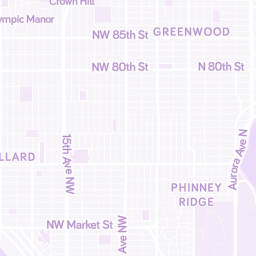 Crown Hill
ympic Manor
NW 85th St
GREENWOOD
NW 80th St
N 80th St
15th Ave NW
Aurora Ave N
LLARD
PHINNEY
RIDGE
NW Market St
Ave NW